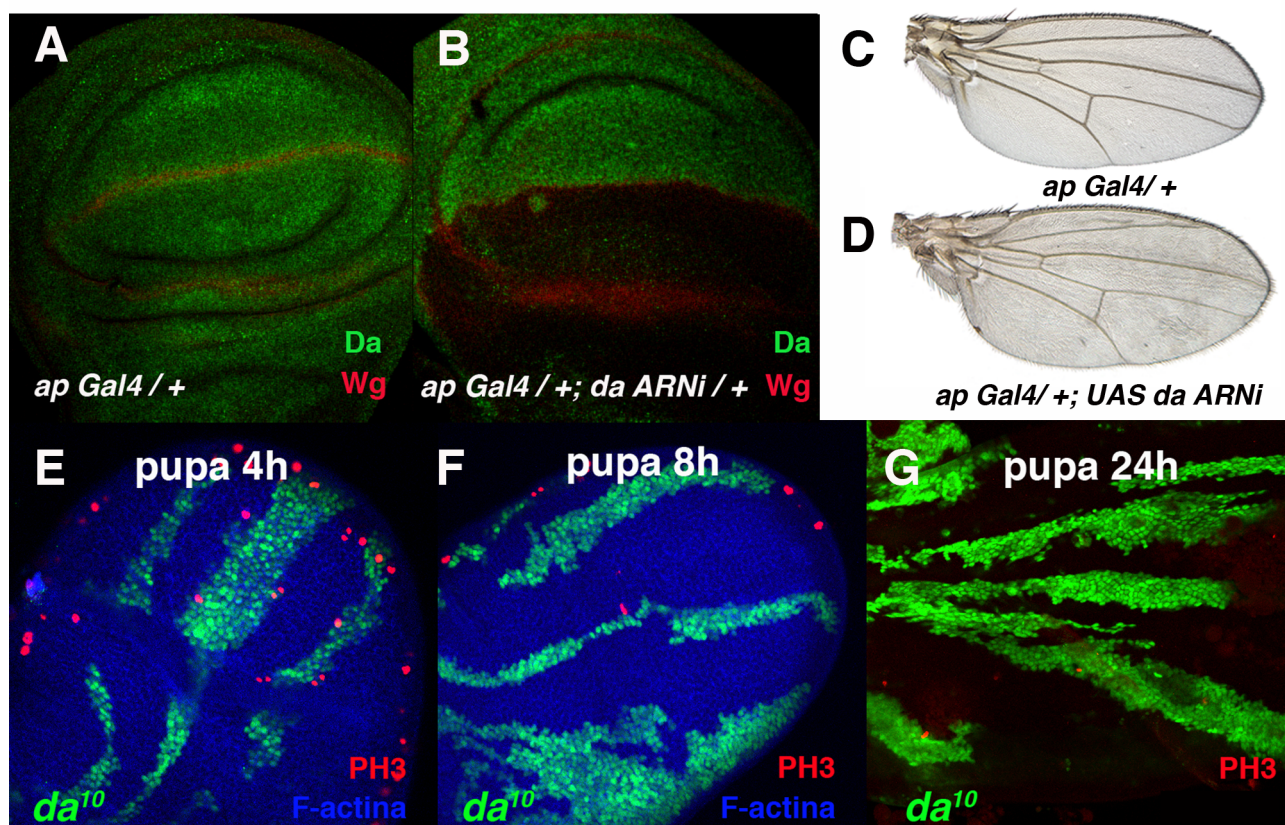 A
B
Da
ap Gal4 / +
Wg
Da
ap Gal4 / +; da ARNi / +
Wg
C
ap Gal4/ +
D
ap Gal4/ +; UAS da ARNi
E
pupa 4h
PH3
da10
F-actina
F
pupa 8h
PH3
da10
F-actina
G
pupa 24h
PH3
da10